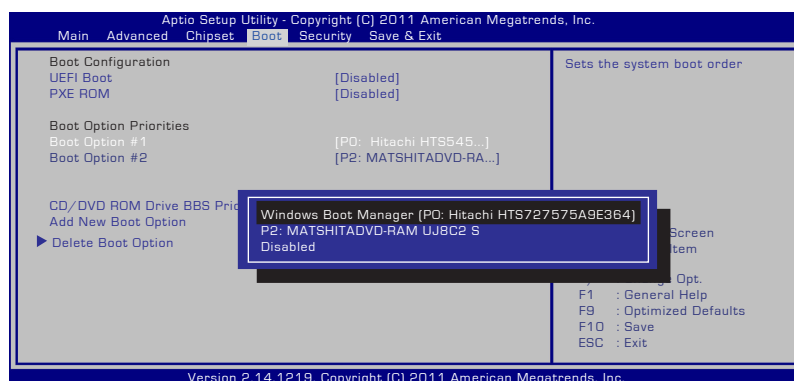 Aptio Setup Utility - Copyright (C) 2011 American Megatrends, Inc.
Main Advanced Chipset Boot Security Save & Exit
Boot Configuration
UEFI Boot [Disabled]
PXE ROM [Disabled]
Boot Option Priorities
Boot Option #1 [P0: Hitachi HTS545...]
Boot Option #2 [P2: MATSHITADVD-RA...]
CD/DVD ROM Drive BBS Prio
Add New Boot Option
Delete Boot Option
Windows Boot Manager (P0: Hitachi HTS727575A9E364)
P2: MATSHITADVD-RAM UJ8C2 S
Disabled
Sets the system boot order
Screen
Item
Opt.
F1 : General Help
F9 : Optimized Defaults
F10 : Save
ESC : Exit
Version 2.14.1219. Copyright (C) 2011 American Megatrends, Inc.